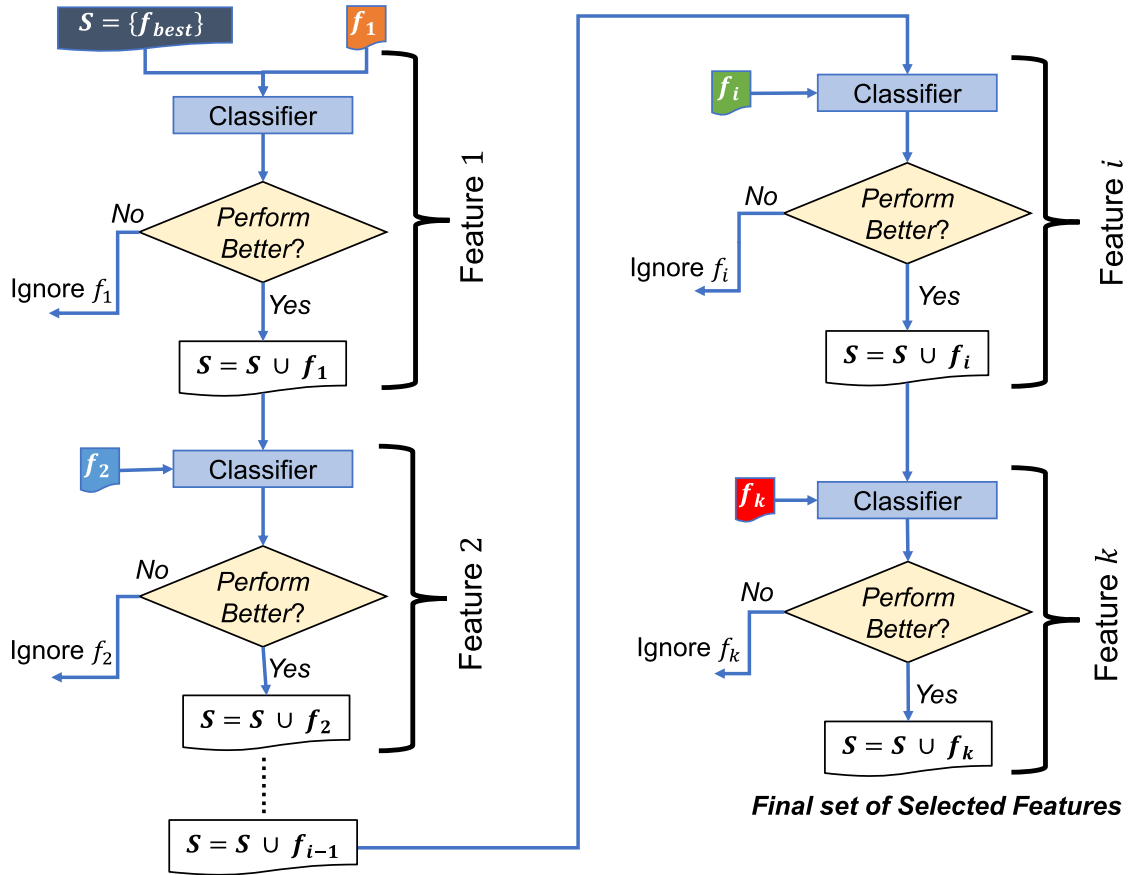 S = {f_best}
f_1
Classifier
Perform
Better?
No
Ignore f_1
Yes
S = S ∪ f_1
Feature 1
f_2
Classifier
Perform
Better?
No
Ignore f_2
Yes
S = S ∪ f_2
Feature 2
S = S ∪ f_{i−1}
f_i
Classifier
Perform
Better?
No
Ignore f_i
Yes
S = S ∪ f_i
Feature i
f_k
Classifier
Perform
Better?
No
Ignore f_k
Yes
S = S ∪ f_k
Feature k
Final set of Selected Features